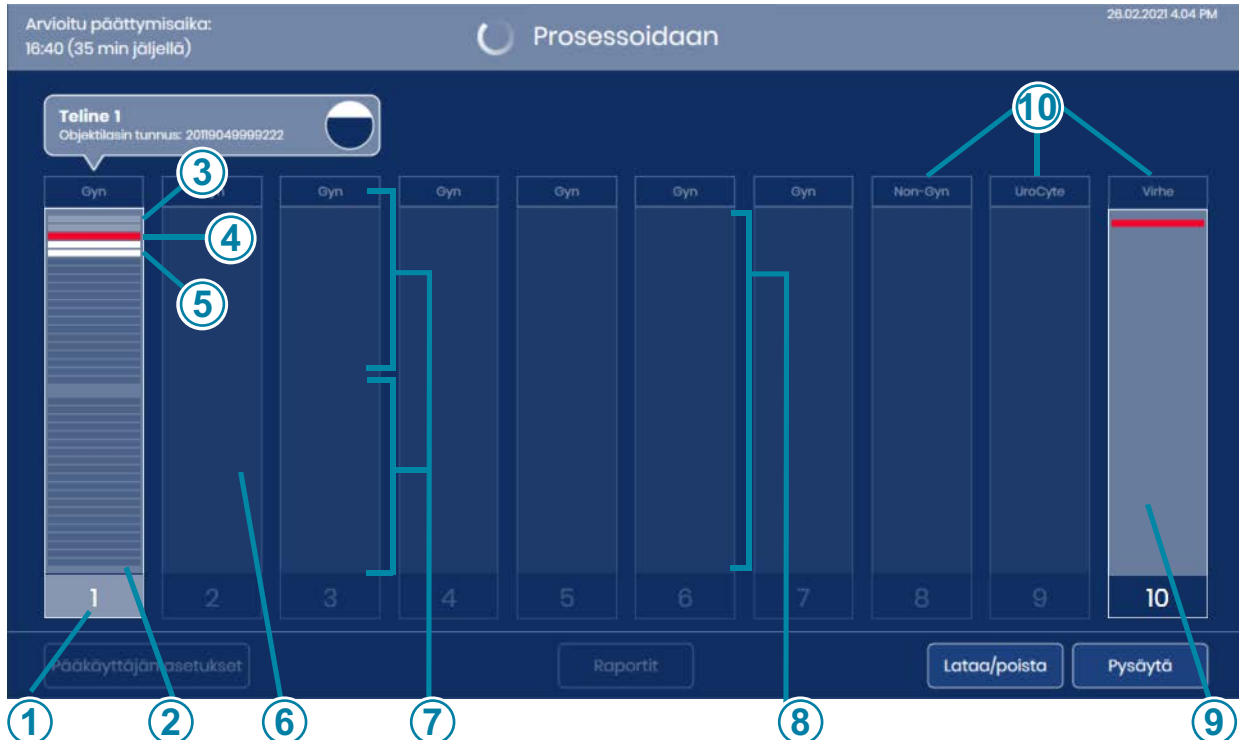 Arvioitu päättymisaika:
16:40 (35 min jäljellä)
Prosessoidaan
26.02.2021 4.04 PM
Teline 1
Objektilasin tunnus: 20119049999222
10
3
Gyn
Gyn
Gyn
Gyn
Gyn
Gyn
Non-Gyn
UroCyte
Virhe
4
5
1
2
3
4
5
6
7
8
9
10
Pääkäyttäjän asetukset
Raportit
Lataa/poista
Pysäytä
1
2
6
7
8
9